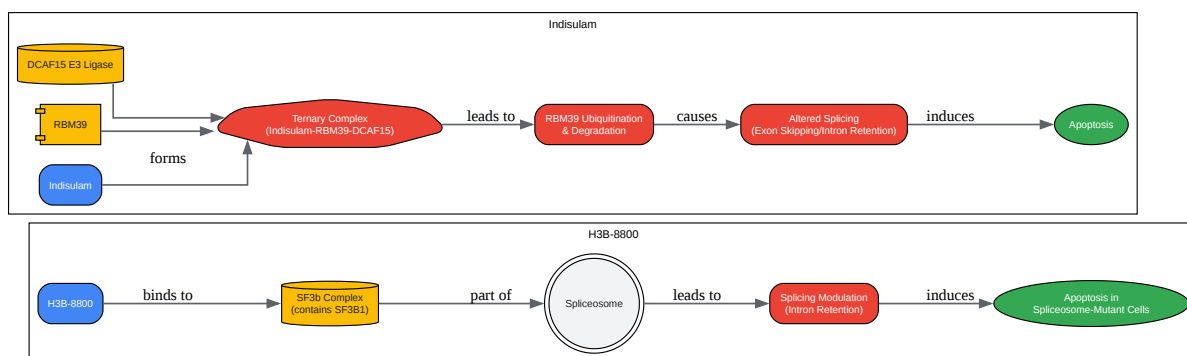 Indisulam
DCAF15 E3 Ligase
RBM39
forms
Indisulam
Ternary Complex
(Indisulam-RBM39-DCAF15)
leads to
RBM39 Ubiquitination
& Degradation
causes
Altered Splicing
(Exon Skipping/Intron Retention)
induces
Apoptosis
H3B-8800
H3B-8800
binds to
SF3b Complex
(contains SF3B1)
part of
Spliceosome
leads to
Splicing Modulation
(Intron Retention)
induces
Apoptosis in
Spliceosome-Mutant Cells